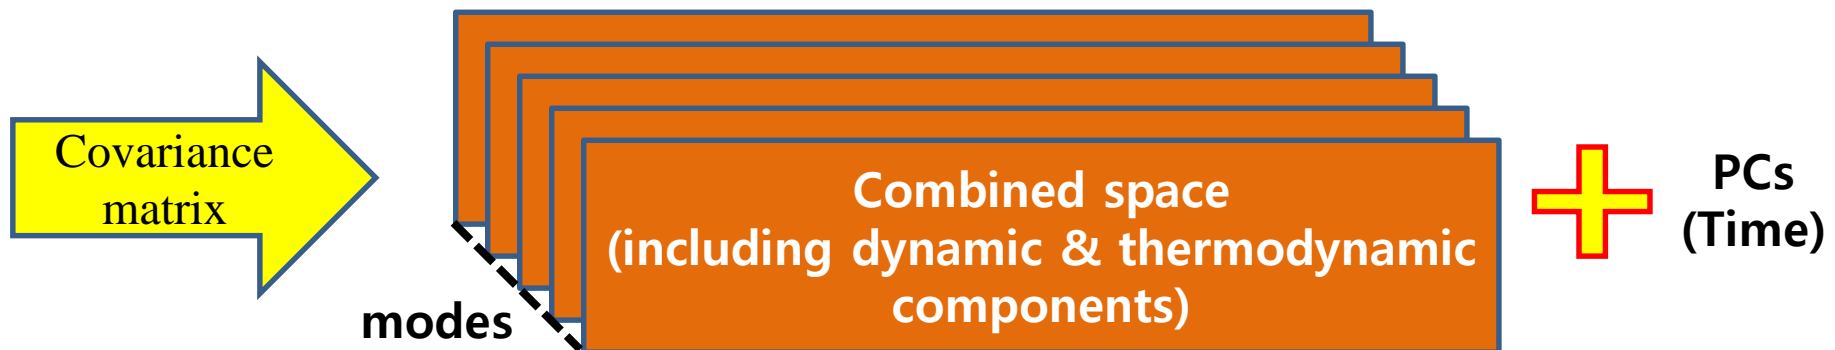 Covariance
matrix
modes
Combined space
(including dynamic & thermodynamic
components)
PCs
(Time)